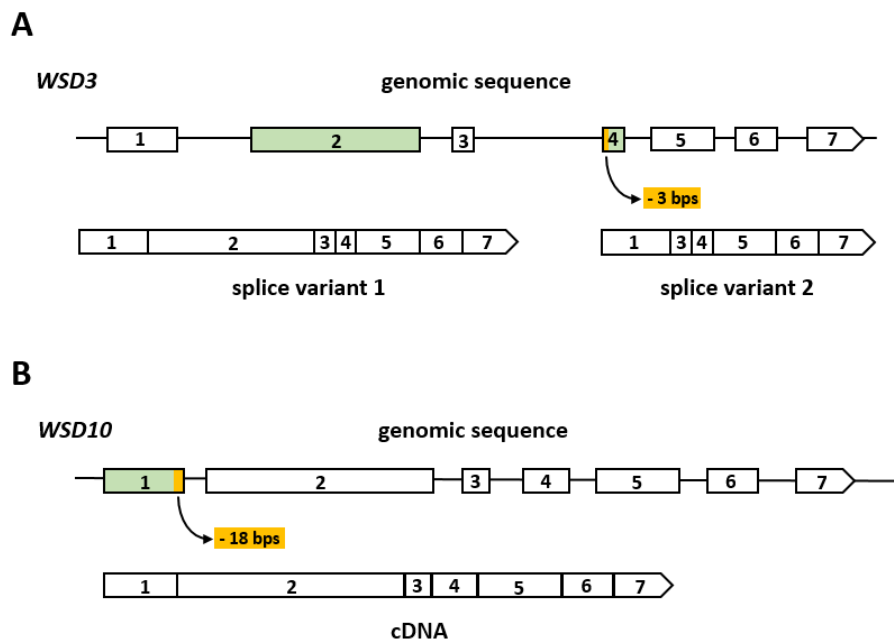 A
WSD3 genomic sequence
1 2 3 4 5 6 7
- 3 bps
1 2 3 4 5 6 7 1 3 4 5 6 7
splice variant 1 splice variant 2
B
WSD10 genomic sequence
1 2 3 4 5 6 7
- 18 bps
1 2 3 4 5 6 7
cDNA